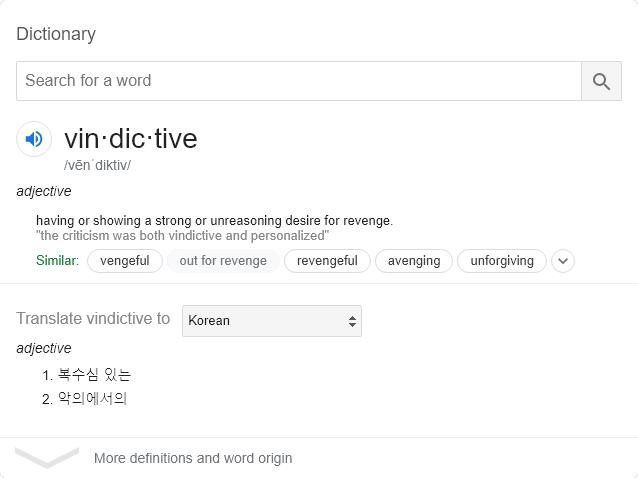 Dictionary
Search for a word
vin·dic·tive
/vēnˈdiktiv/
adjective
having or showing a strong or unreasoning desire for revenge.
"the criticism was both vindictive and personalized"
Similar: vengeful out for revenge revengeful avenging unforgiving
Translate vindictive to Korean
adjective
1. 복수심 있는
2. 악의에서의
More definitions and word origin